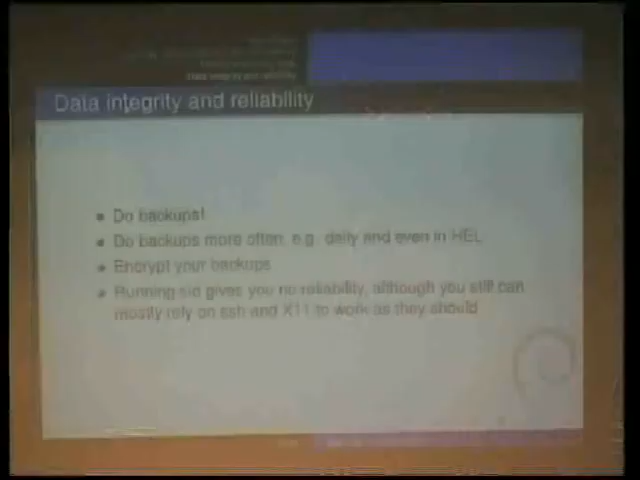 Data integrity and reliability
Do backups!
Do backups more often, e.g. daily and even in HEL
Encrypt your backups
Running sid gives you no reliability, although you still can
mostly rely on ssh and X11 to work as they should